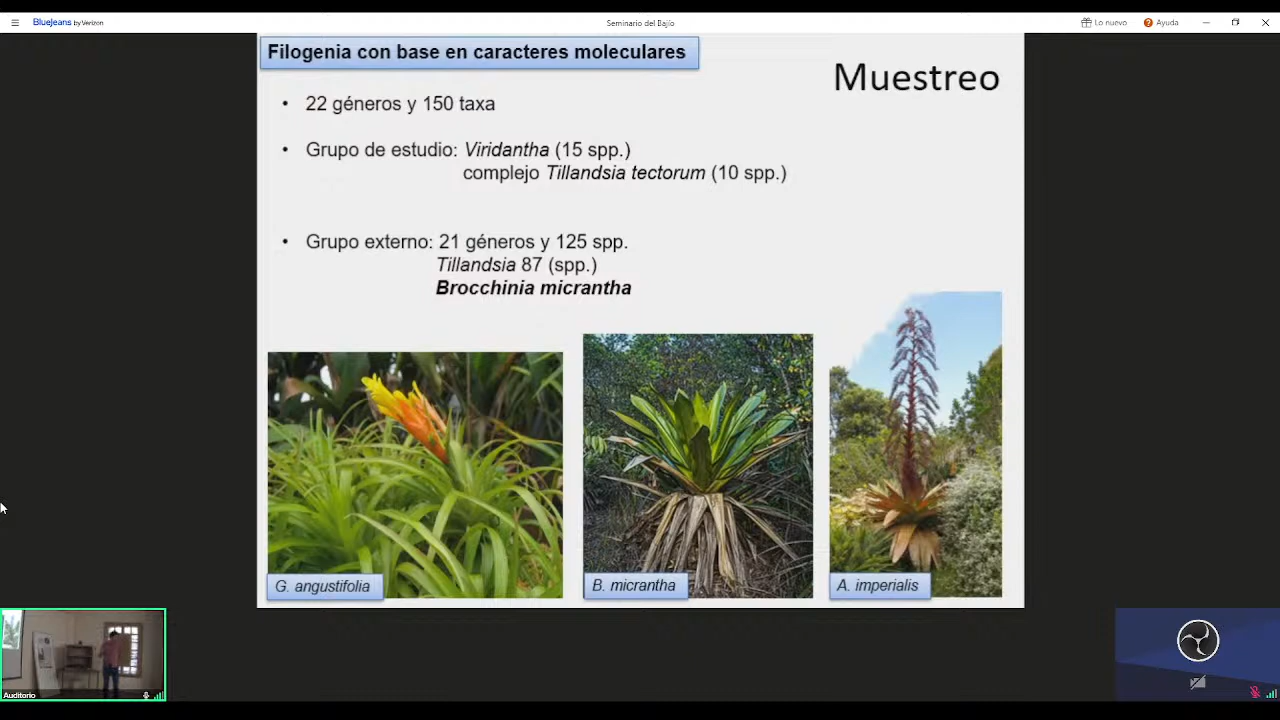 BlueJeans by Verizon
Seminario del Bajío
Lo nuevo
Ayuda
Filogenia con base en caracteres moleculares
Muestreo
• 22 géneros y 150 taxa
• Grupo de estudio: Viridantha (15 spp.)
complejo Tillandsia tectorum (10 spp.)
• Grupo externo: 21 géneros y 125 spp.
Tillandsia 87 (spp.)
Brocchinia micrantha
G. angustifolia
B. micrantha
A. imperialis
Auditorio